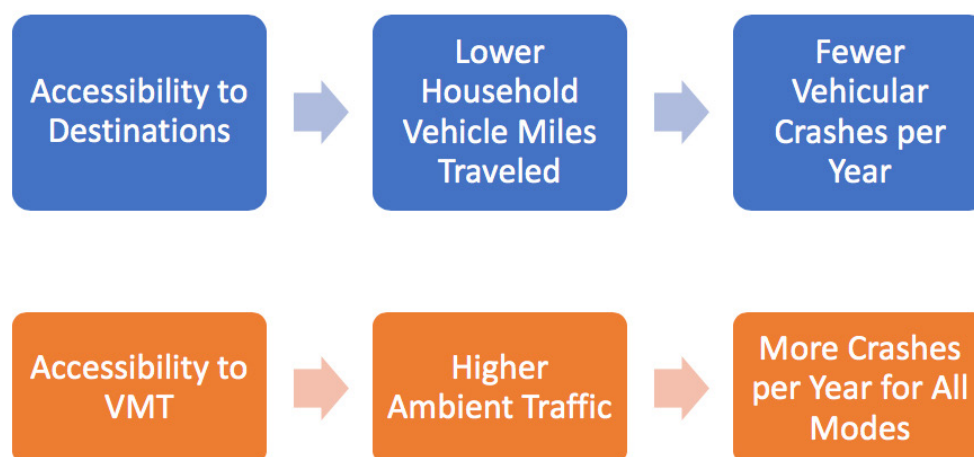 Accessibility to
Destinations
Lower
Household
Vehicle Miles
Traveled
Fewer
Vehicular
Crashes per
Year
Accessibility to
VMT
Higher
Ambient Traffic
More Crashes
per Year for All
Modes